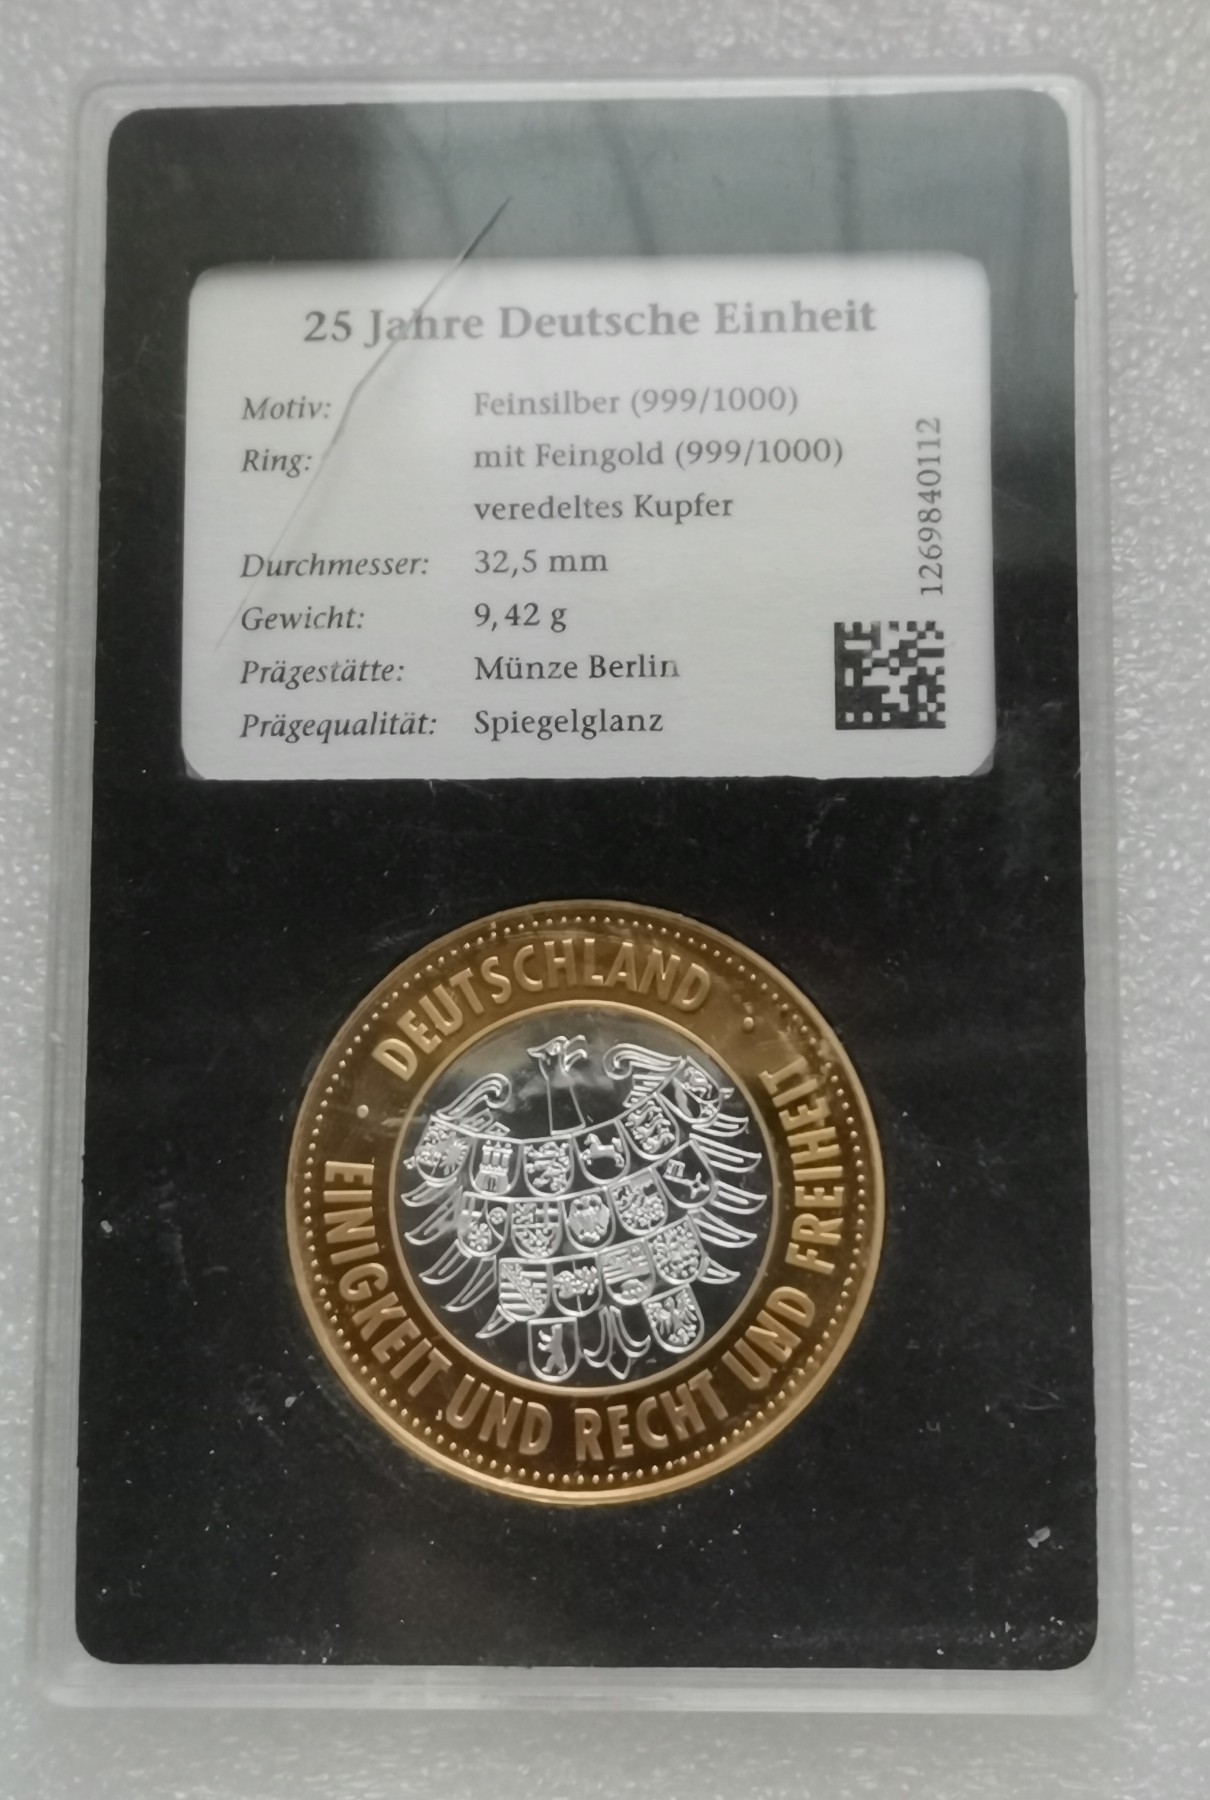 25 Jahre Deutsche Einheit
Motiv: Feinsilber (999/1000)
Ring: mit Feingold (999/1000)
veredeltes Kupfer
Durchmesser: 32,5 mm
Gewicht: 9,42 g
Prägestätte: Münze Berlin
Prägequalität: Spiegelglanz
1269840112
DEUTSCHLAND
EINIGKEIT UND RECHT UND FREIHEIT